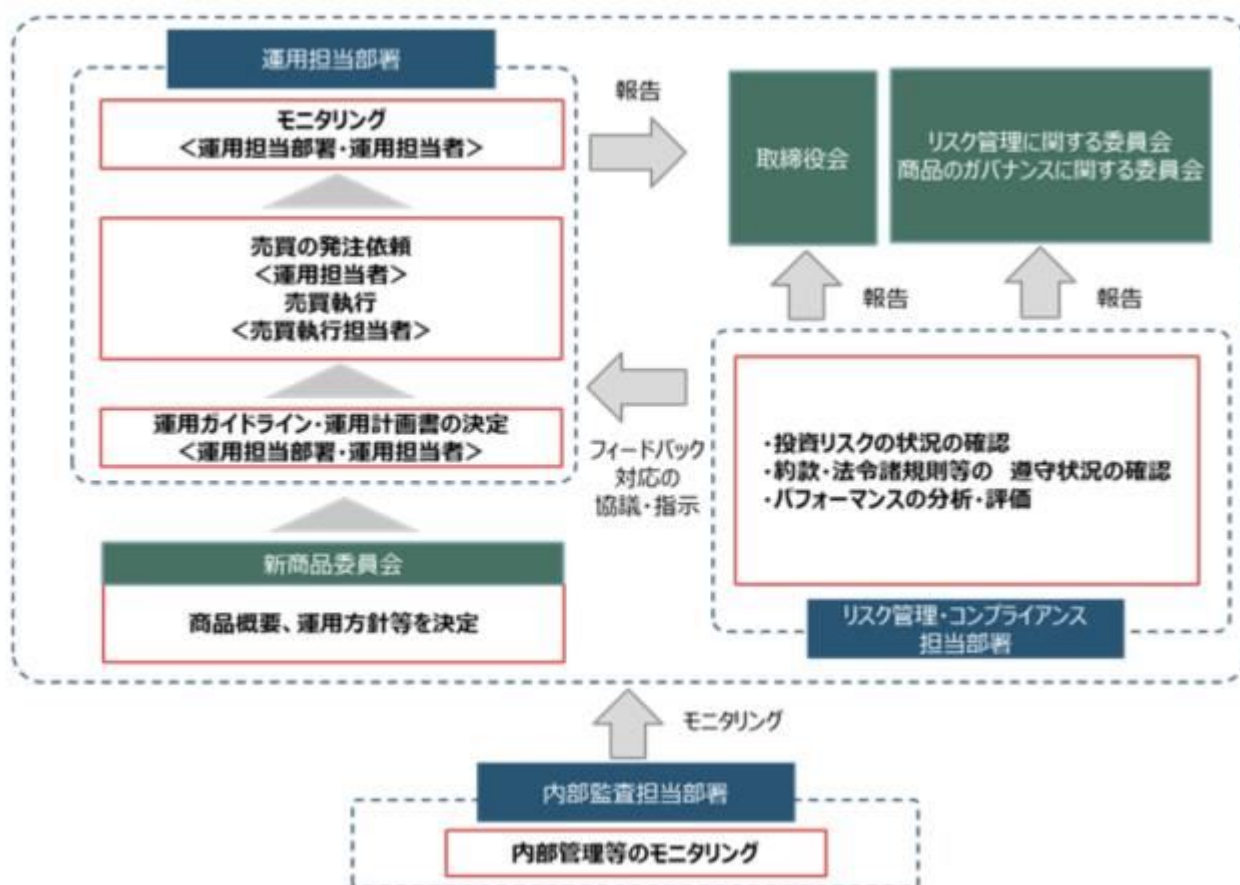 運用担当部署
モニタリング
<運用担当部署・運用担当者>
売買の発注依頼
<運用担当者>
売買執行
<売買執行担当者>
運用ガイドライン・運用計画書の決定
<運用担当部署・運用担当者>
新商品委員会
商品概要、運用方針等を決定
報告
取締役会
リスク管理に関する委員会
商品のガバナンスに関する委員会
報告
報告
フィードバック
対応の
協議・指示
・投資リスクの状況の確認
・約款・法令諸規則等の 遵守状況の確認
・パフォーマンスの分析・評価
リスク管理・コンプライアンス
担当部署
モニタリング
内部監査担当部署
内部管理等のモニタリング